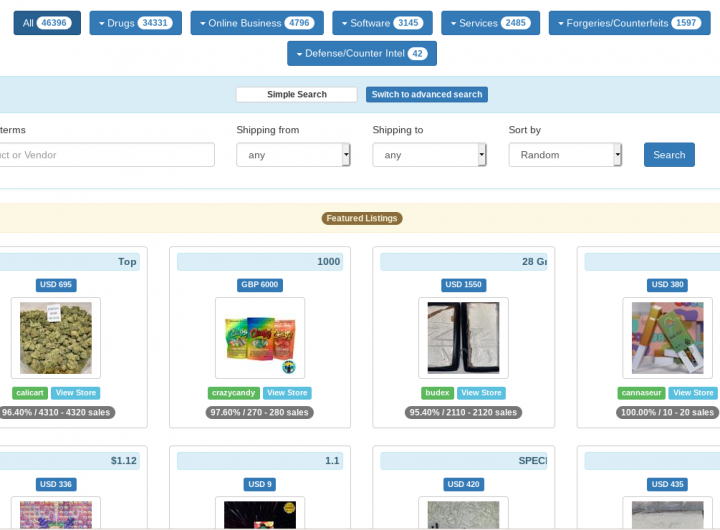 All 46396 Drugs 34331 Online Business 4796 Software 3145 Services 2485 Forgeries/Counterfeits 1597
Defense/Counter Intel 42
Simple Search Switch to advanced search
terms Shipping from Shipping to Sort by
or Vendor any any Random Search
Featured Listings
Top 1000 28
USD 695 GBP 6000 USD 1550 USD 380
calicart View Store crazycandy View Store budex View Store cannaseur View Store
96.40% / 4310 - 4320 sales 97.60% / 270 - 280 sales 95.40% / 2110 - 2120 sales 100.00% / 10 - 20 sales
$1.12 1.1 SPECI
USD 336 USD 9 USD 420 USD 435